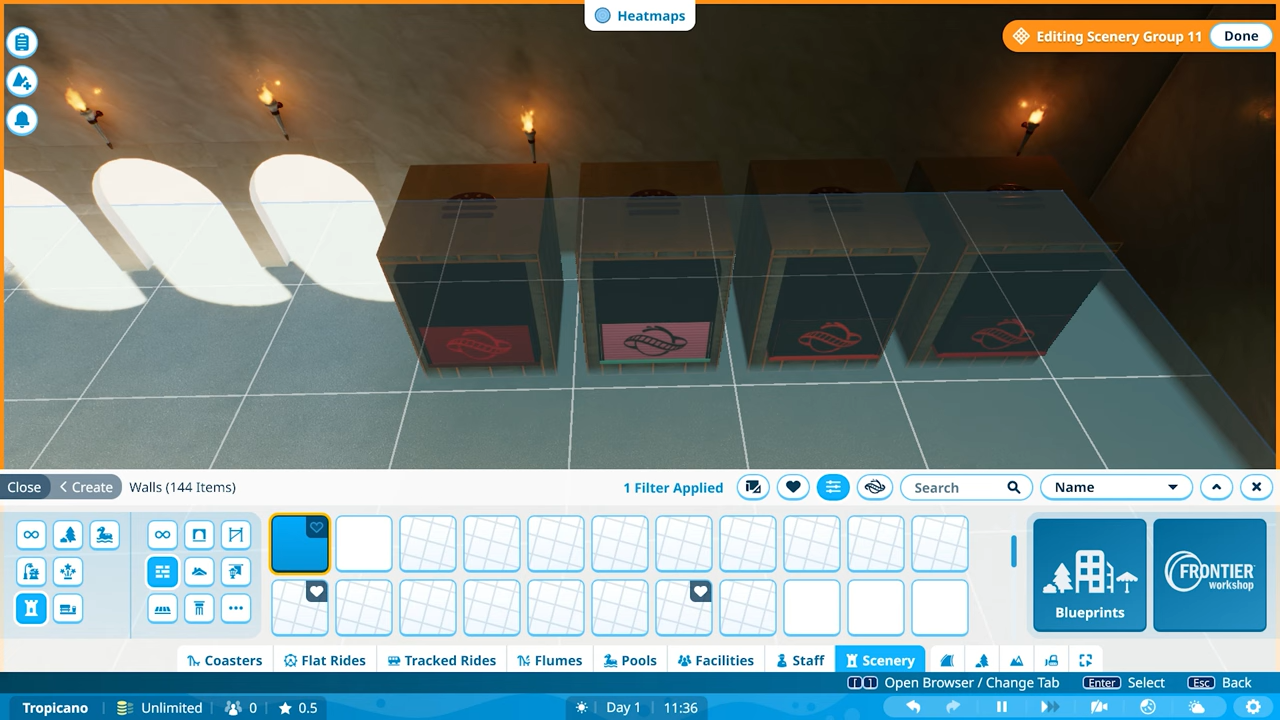 Heatmaps
Editing Scenery Group 11
Done
Close
Create
Walls (144 Items)
1 Filter Applied
Search
Name
Blueprints
FRONTIER
workshop
Coasters
Flat Rides
Tracked Rides
Flumes
Pools
Facilities
Staff
Scenery
[ ] Open Browser / Change Tab
Enter Select
Esc Back
Tropicano
Unlimited
0
0.5
Day 1
11:36